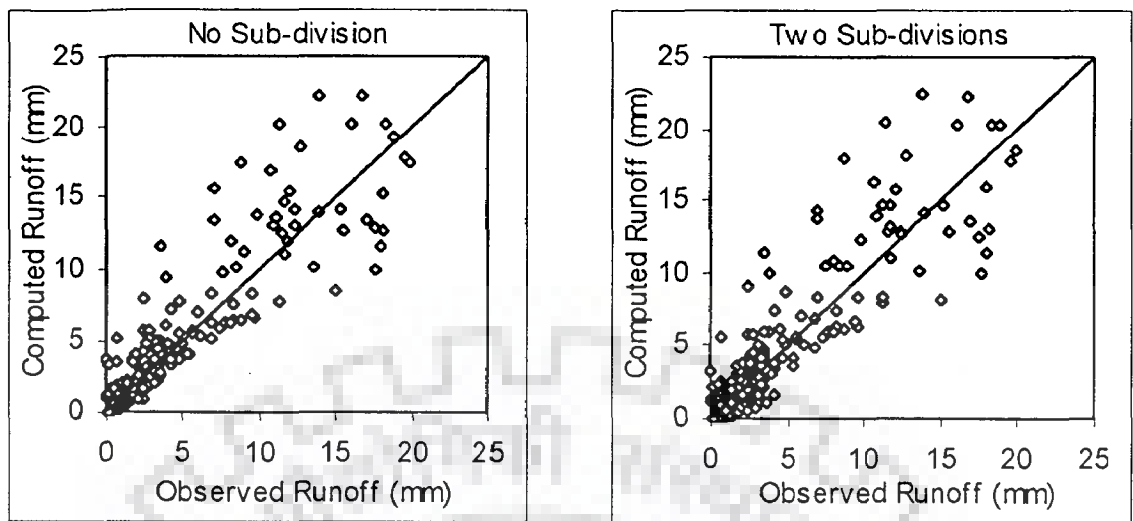 No Sub-division
25
20
15
10
5
0
Computed Runoff (mm)
0 5 10 15 20 25
Observed Runoff (mm)
Two Sub-divisions
25
20
15
10
5
0
Computed Runoff (mm)
0 5 10 15 20 25
Observed Runoff (mm)